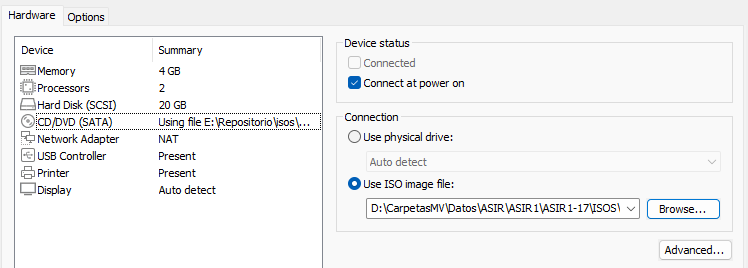 Hardware Options
Device Summary
Memory 4 GB
Processors 2
Hard Disk (SCSI) 20 GB
CD/DVD (SATA) Using file E:\Repositorio\isos\...
Network Adapter NAT
USB Controller Present
Printer Present
Display Auto detect
Device status
Connected
Connect at power on
Connection
Use physical drive:
Auto detect
Use ISO image file:
D:\CarpetasMV\Datos\ASIR\ASIR1\ASIR1-17\ISOS\ Browse...
Advanced...